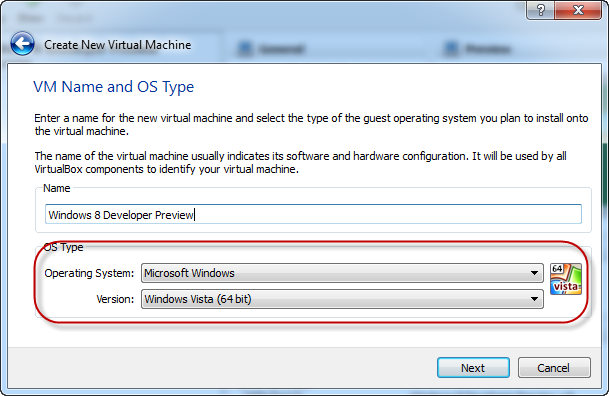 Create New Virtual Machine
VM Name and OS Type
Enter a name for the new virtual machine and select the type of the guest operating system you plan to install onto
the virtual machine.
The name of the virtual machine usually indicates its software and hardware configuration. It will be used by all
VirtualBox components to identify your virtual machine.
Name
Windows 8 Developer Preview
OS Type
Operating System: Microsoft Windows
64
vista
Version: Windows Vista (64 bit)
Next Cancel